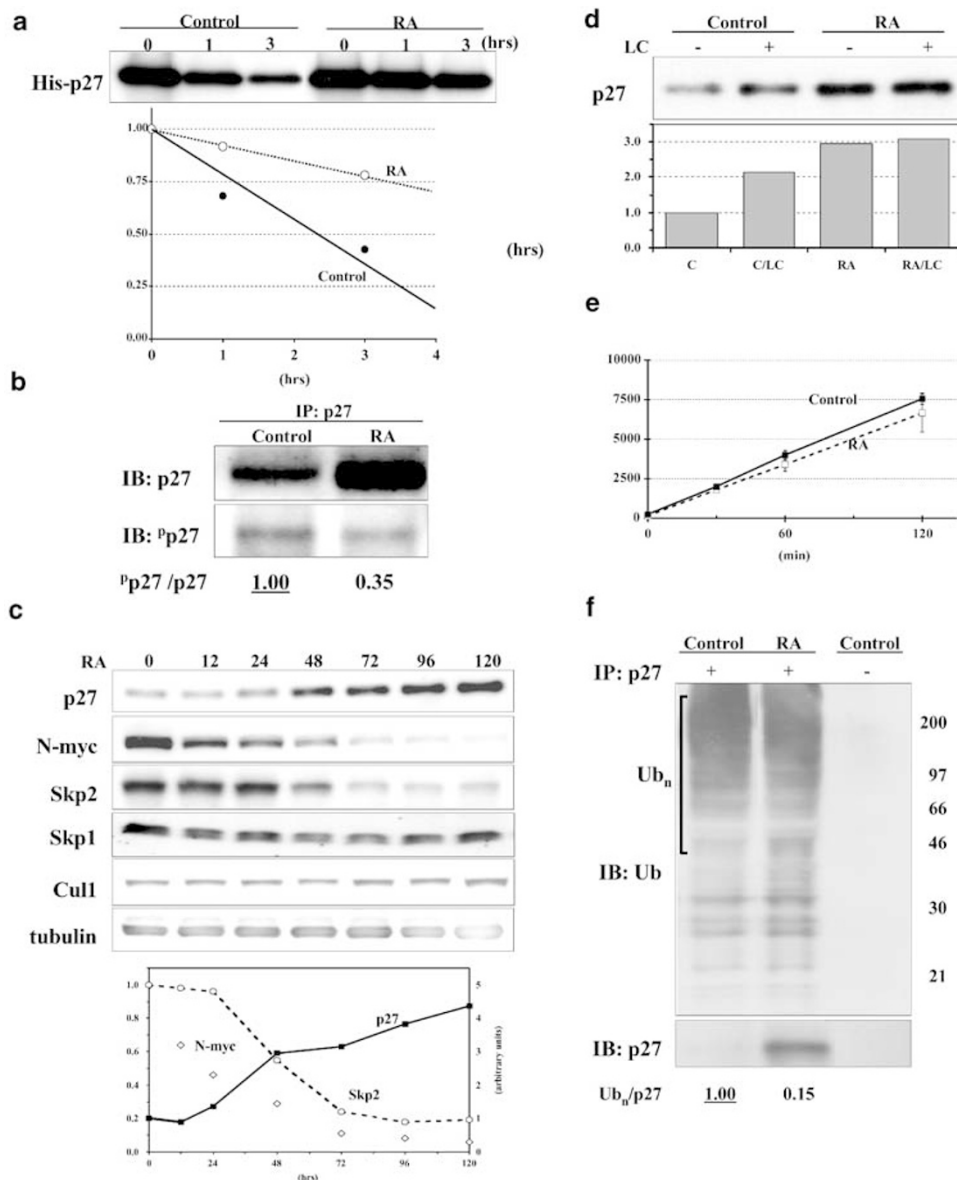 a
Control RA
0 1 3 0 1 3 (hrs)
His-p27
1.00
0.75
0.50
0.25
0.00
RA
Control
0 1 2 3 4
(hrs)
(hrs)
b
IP: p27
Control RA
IB: p27
IB: ᵖp27
ᵖp27 /p27 1.00 0.35
c
RA 0 12 24 48 72 96 120
p27
N-myc
Skp2
Skp1
Cul1
tubulin
1.0
0.8
0.6
0.4
0.2
0.0
N-myc
p27
Skp2
5
4
3
2
1
0
(arbitrary units)
0 24 48 72 96 120
(hrs)
d
Control RA
LC - + - +
p27
3.0
2.0
1.0
0.0
C C/LC RA RA/LC
e
10000
7500
5000
2500
0
Control
RA
0 60 120
(min)
f
Control RA Control
IP: p27 + + -
Ubₙ
IB: Ub
200
97
66
46
30
21
IB: p27
Ubₙ/p27 1.00 0.15